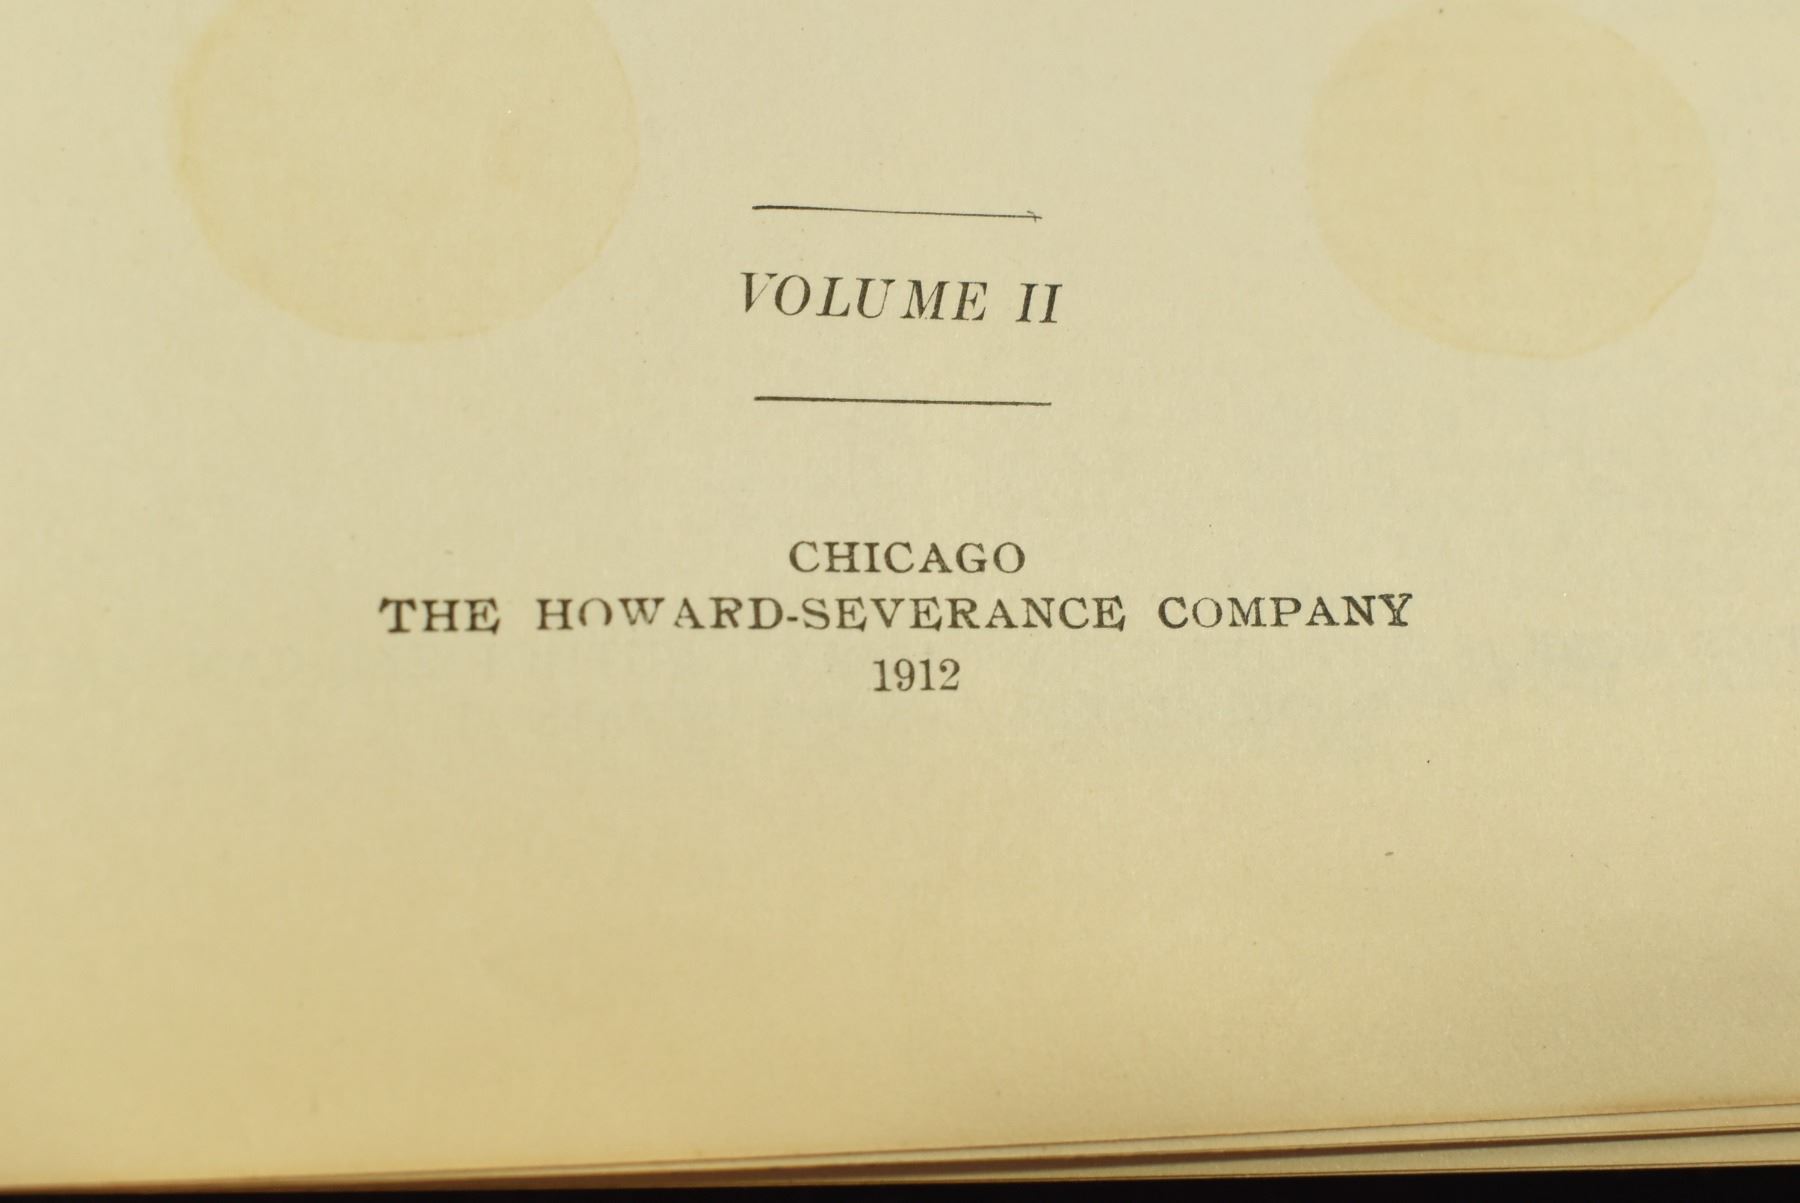 VOLUME II
CHICAGO
THE HOWARD-SEVERANCE COMPANY
1912